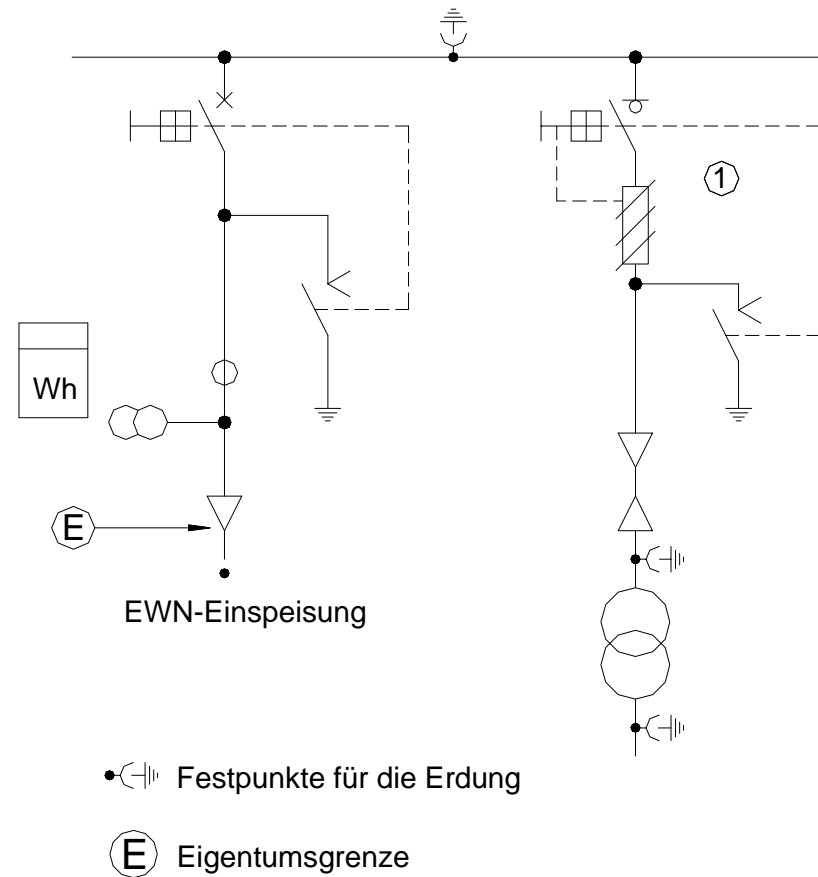 1
Wh
E
EWN-Einspeisung
Festpunkte für die Erdung
E Eigentumsgrenze